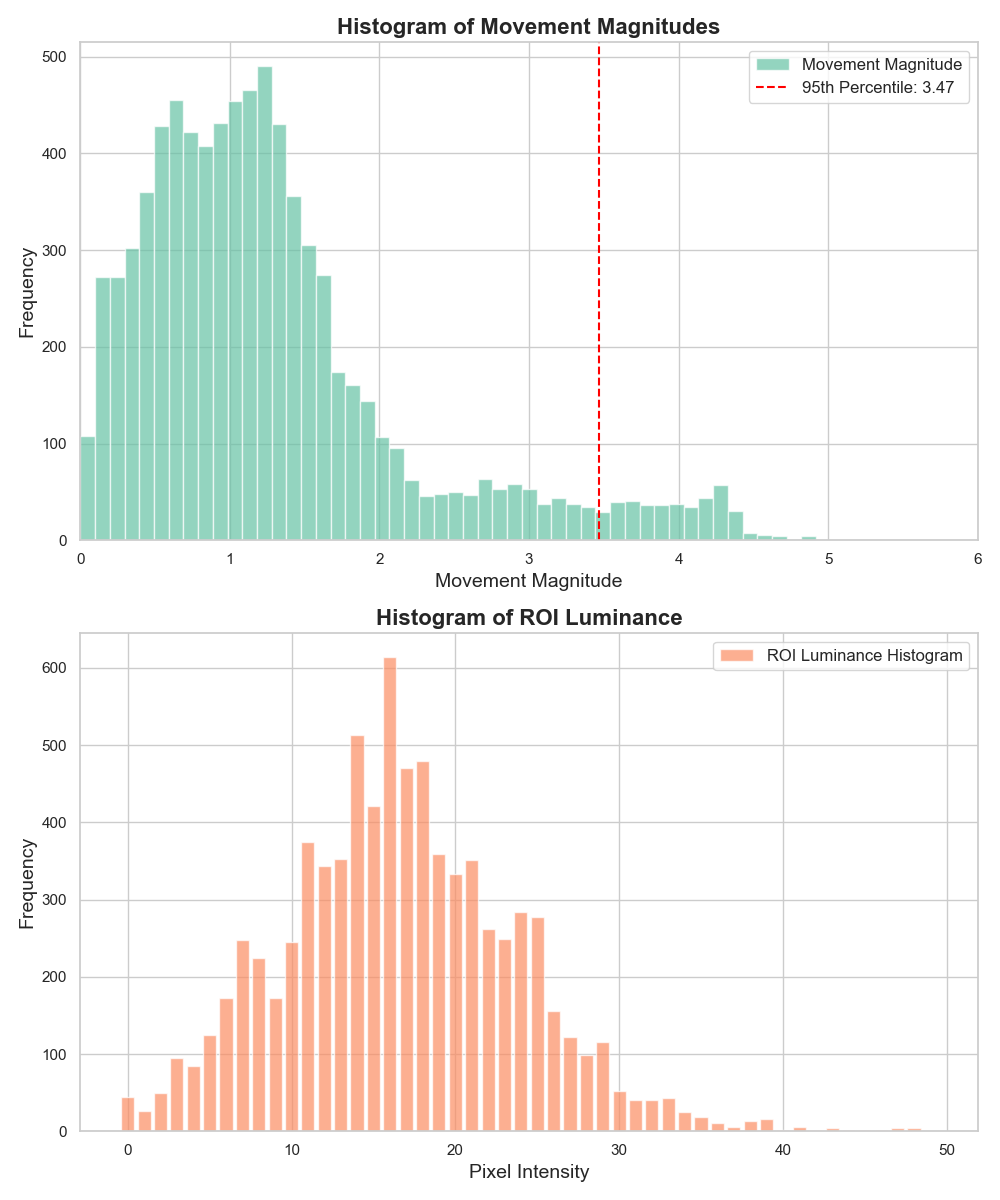 Histogram of Movement Magnitudes
Movement Magnitude
95th Percentile: 3.47
Frequency
500
400
300
200
100
0
0 1 2 3 4 5 6
Movement Magnitude
Histogram of ROI Luminance
ROI Luminance Histogram
Frequency
600
500
400
300
200
100
0
0 10 20 30 40 50
Pixel Intensity